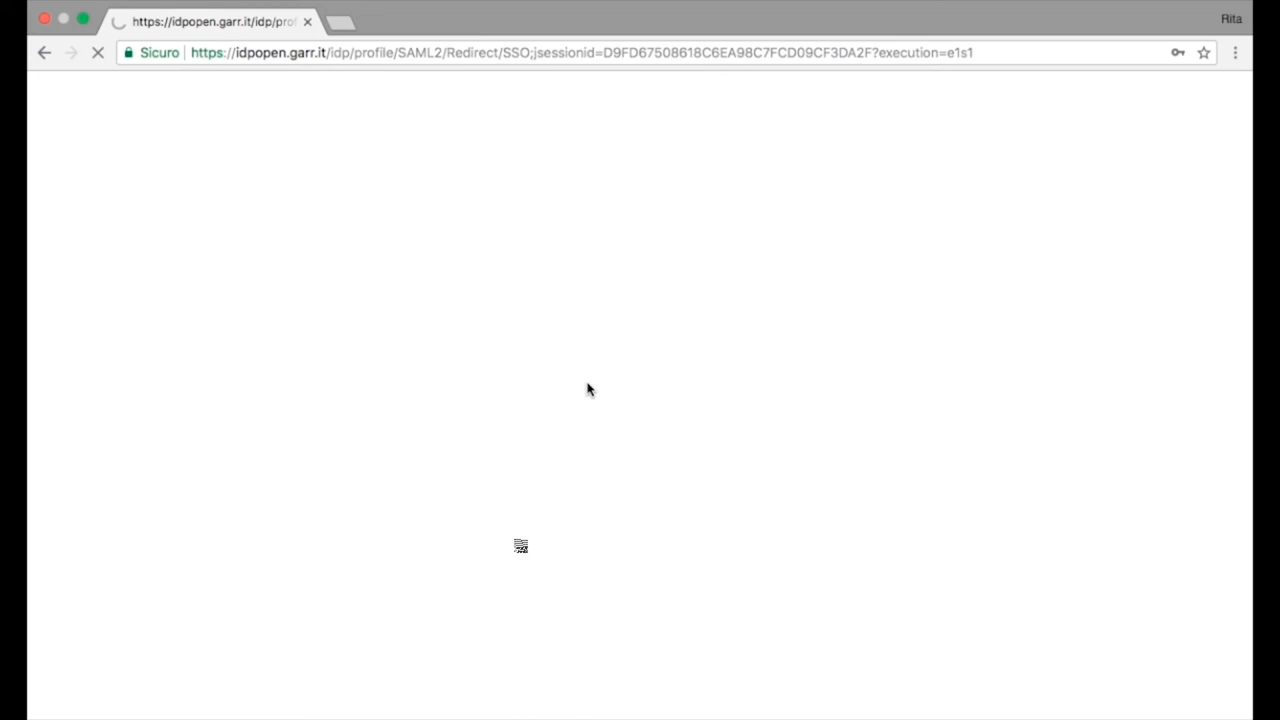 https://idpopen.garr.it/idp/prof
Rita
Sicuro
https://idpopen.garr.it/idp/profile/SAML2/Redirect/SSO;jsessionid=D9FD67508618C6EA98C7FCD09CF3DA2F?execution=e1s1